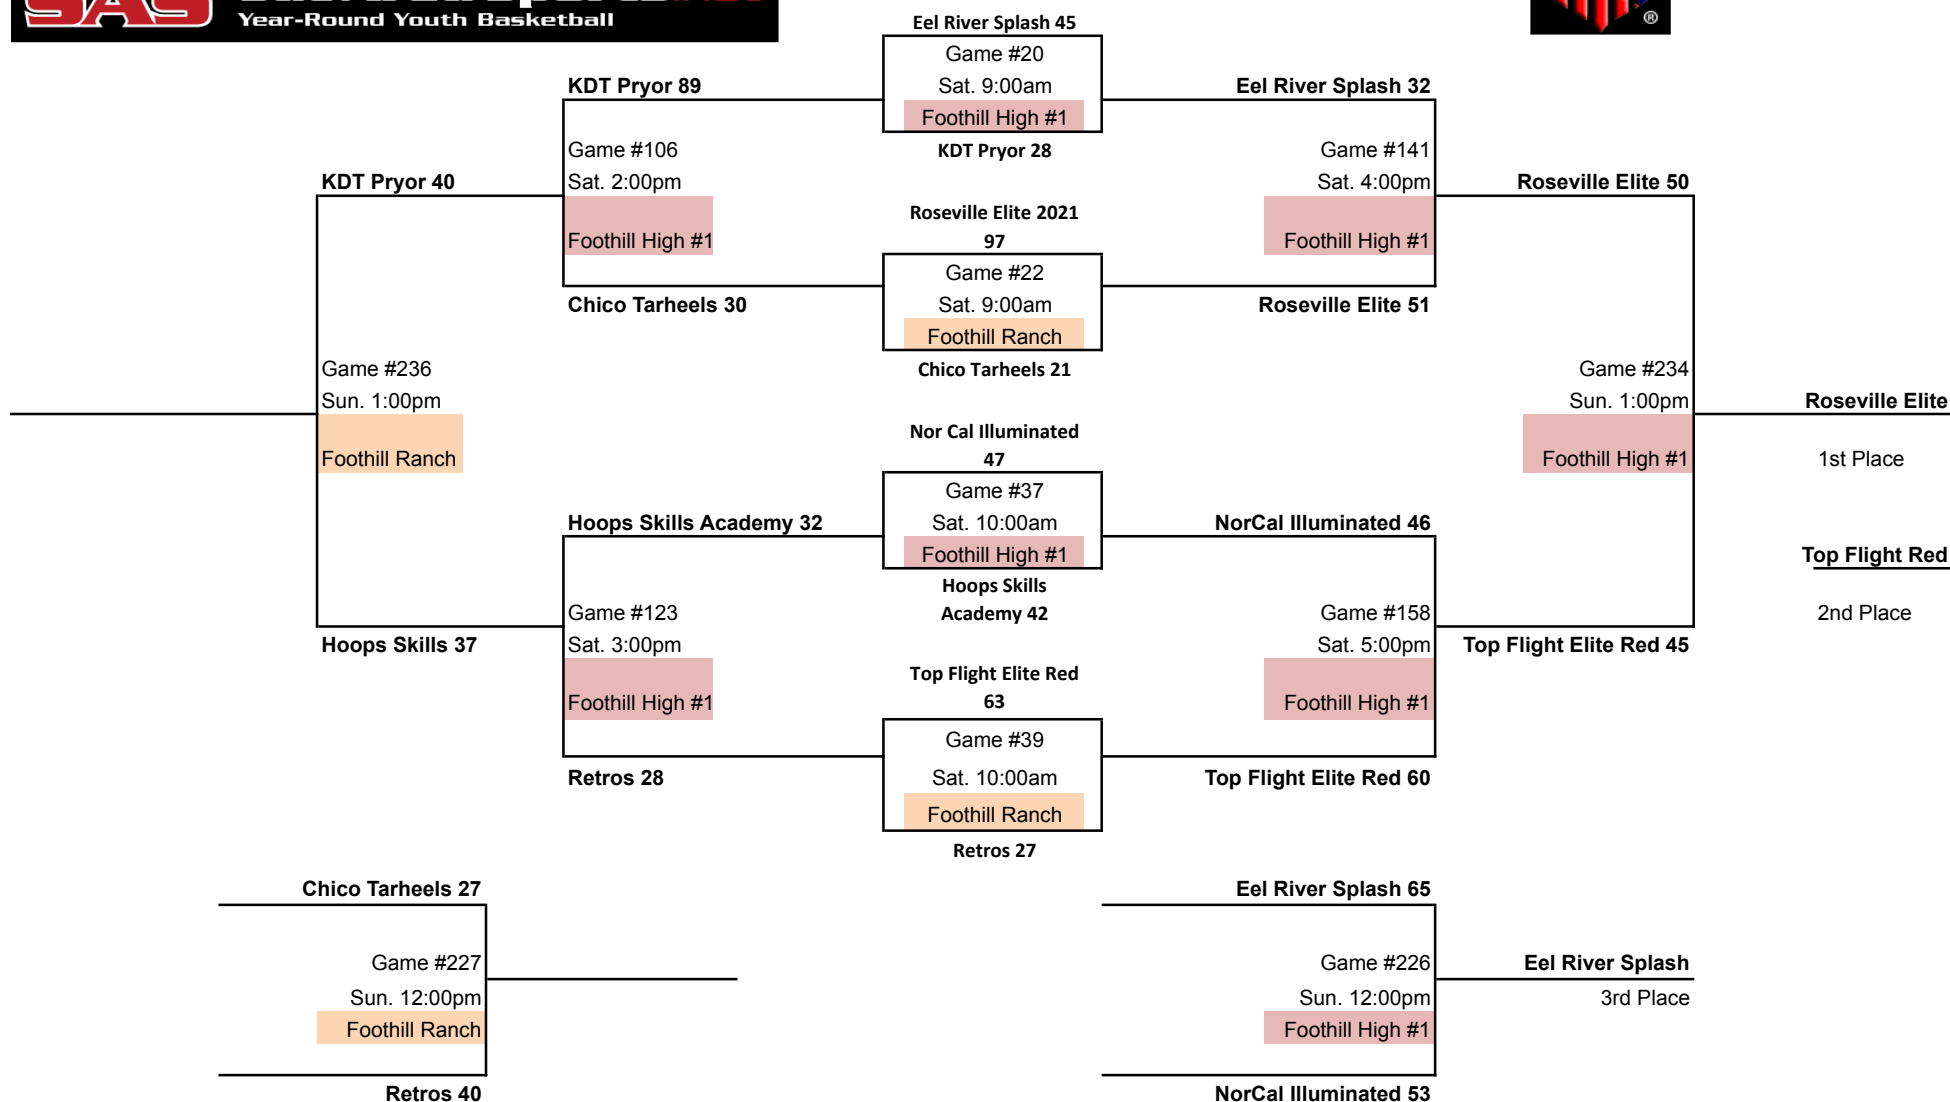 SAS
Year-Round Youth Basketball
®
Eel River Splash 45
Game #20
KDT Pryor 89
Sat. 9:00am
Eel River Splash 32
Foothill High #1
Game #106
KDT Pryor 28
Game #141
KDT Pryor 40
Sat. 2:00pm
Sat. 4:00pm
Roseville Elite 50
Roseville Elite 2021
97
Foothill High #1
Foothill High #1
Game #22
Chico Tarheels 30
Sat. 9:00am
Roseville Elite 51
Foothill Ranch
Game #236
Chico Tarheels 21
Game #234
Sun. 1:00pm
Sun. 1:00pm
Roseville Elite
Nor Cal Illuminated
47
Foothill Ranch
Foothill High #1
1st Place
Game #37
Hoops Skills Academy 32
Sat. 10:00am
NorCal Illuminated 46
Foothill High #1
Top Flight Red
Hoops Skills
Academy 42
Game #123
Game #158
2nd Place
Hoops Skills 37
Sat. 3:00pm
Sat. 5:00pm
Top Flight Elite Red 45
Top Flight Elite Red
63
Foothill High #1
Foothill High #1
Game #39
Retros 28
Sat. 10:00am
Top Flight Elite Red 60
Foothill Ranch
Retros 27
Chico Tarheels 27
Eel River Splash 65
Game #227
Game #226
Eel River Splash
Sun. 12:00pm
Sun. 12:00pm
3rd Place
Foothill Ranch
Foothill High #1
Retros 40
NorCal Illuminated 53